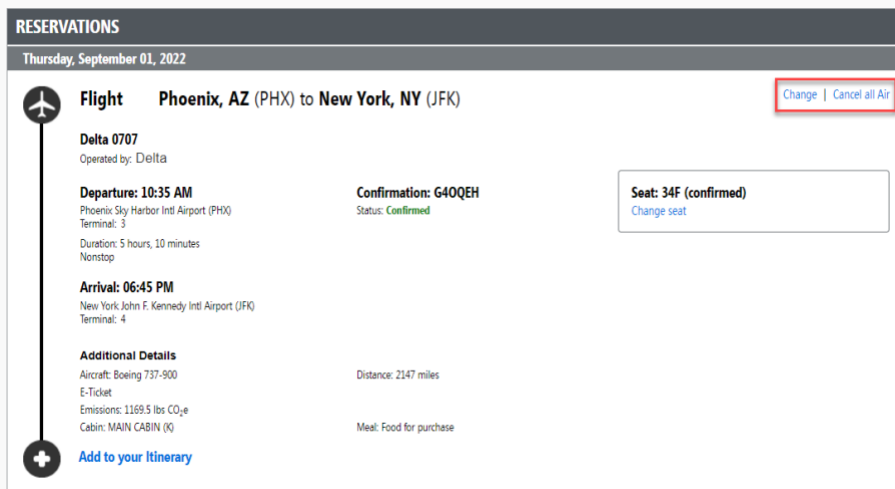 RESERVATIONS
Thursday, September 01, 2022
Flight Phoenix, AZ (PHX) to New York, NY (JFK)
Change | Cancel all Air
Delta 0707
Operated by: Delta
Departure: 10:35 AM
Phoenix Sky Harbor Intl Airport (PHX)
Terminal: 3
Duration: 5 hours, 10 minutes
Nonstop
Confirmation: G4OQEH
Status: Confirmed
Seat: 34F (confirmed)
Change seat
Arrival: 06:45 PM
New York John F. Kennedy Intl Airport (JFK)
Terminal: 4
Additional Details
Aircraft: Boeing 737-900
Distance: 2147 miles
E-Ticket
Emissions: 1169.5 lbs CO₂e
Cabin: MAIN CABIN (K)
Meal: Food for purchase
Add to your Itinerary